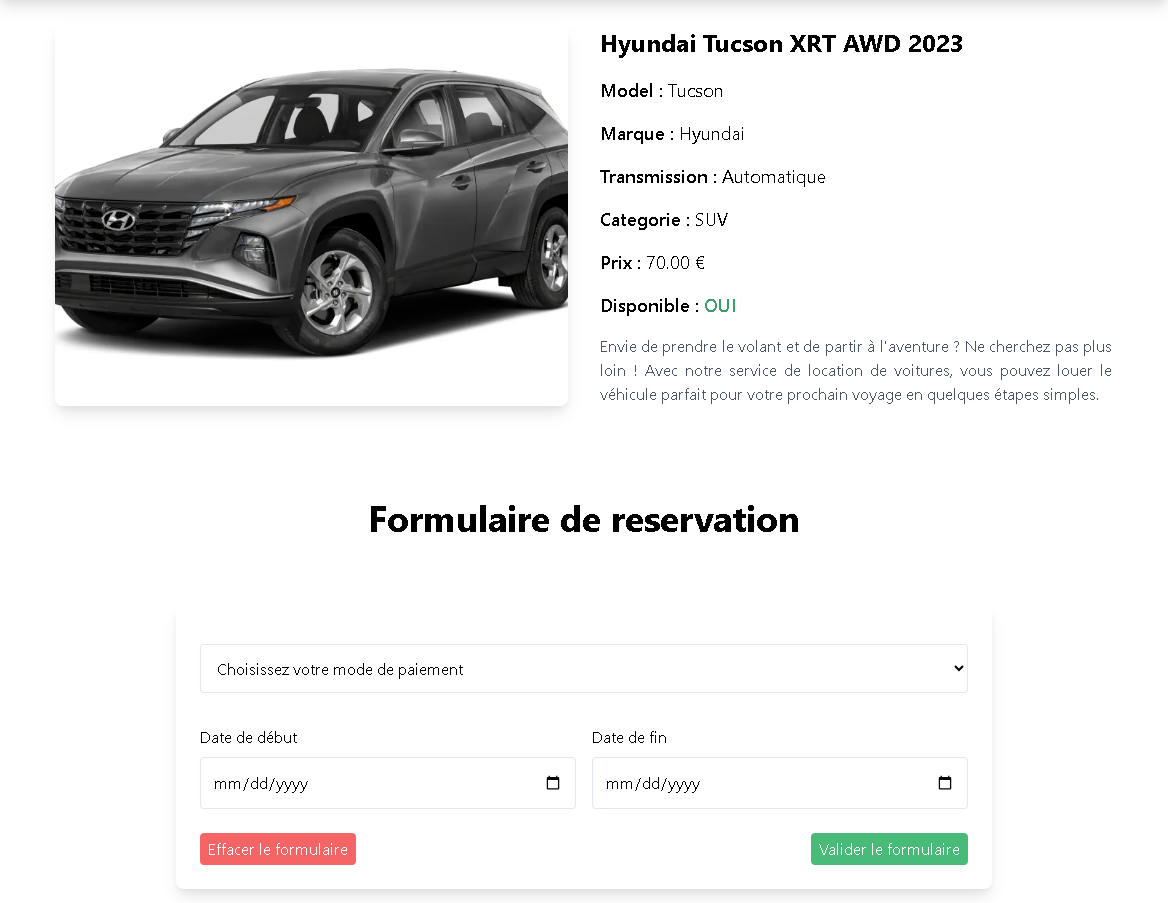 Hyundai Tucson XRT AWD 2023
Model : Tucson
Marque : Hyundai
Transmission : Automatique
Categorie : SUV
Prix : 70.00 €
Disponible : OUI
Envie de prendre le volant et de partir à l'aventure ? Ne cherchez pas plus
loin ! Avec notre service de location de voitures, vous pouvez louer le
véhicule parfait pour votre prochain voyage en quelques étapes simples.
Formulaire de reservation
Choisissez votre mode de paiement
Date de début
Date de fin
mm/dd/yyyy
mm/dd/yyyy
Effacer le formulaire
Valider le formulaire